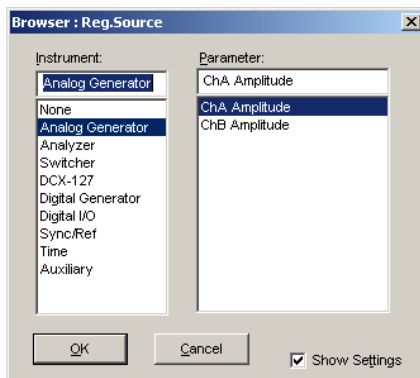 Browser : Reg.Source
Instrument:
Analog Generator
None
Analog Generator
Analyzer
Switcher
DCX-127
Digital Generator
Digital I/O
Sync/Ref
Time
Auxiliary
Parameter:
ChA Amplitude
ChA Amplitude
ChB Amplitude
OK
Cancel
Show Settings